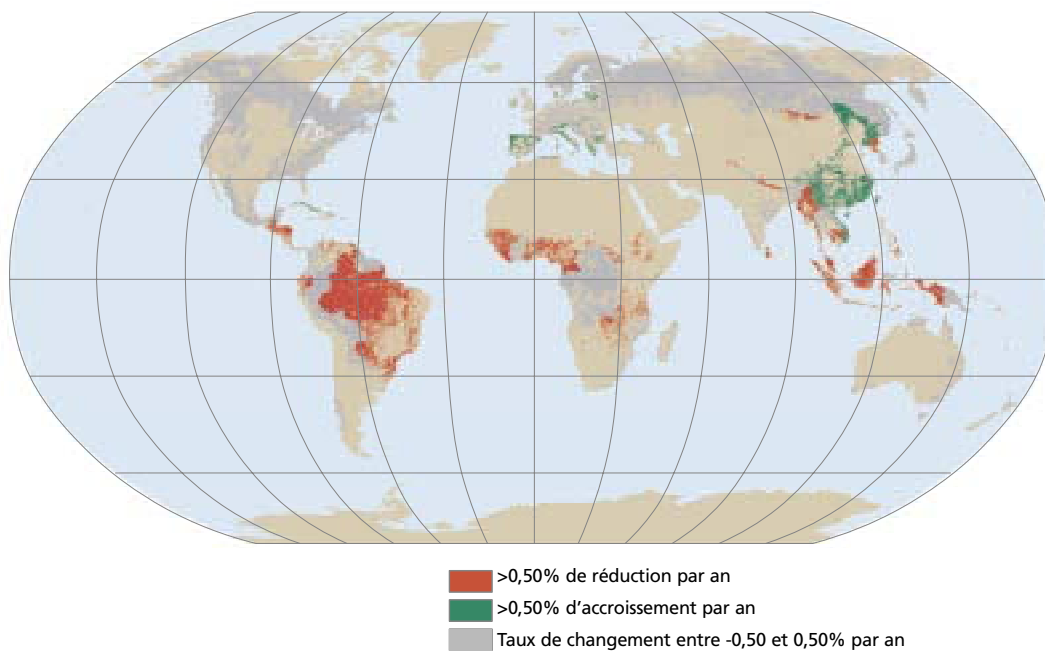 >0,50% de réduction par an
>0,50% d’accroissement par an
Taux de changement entre -0,50 et 0,50% par an